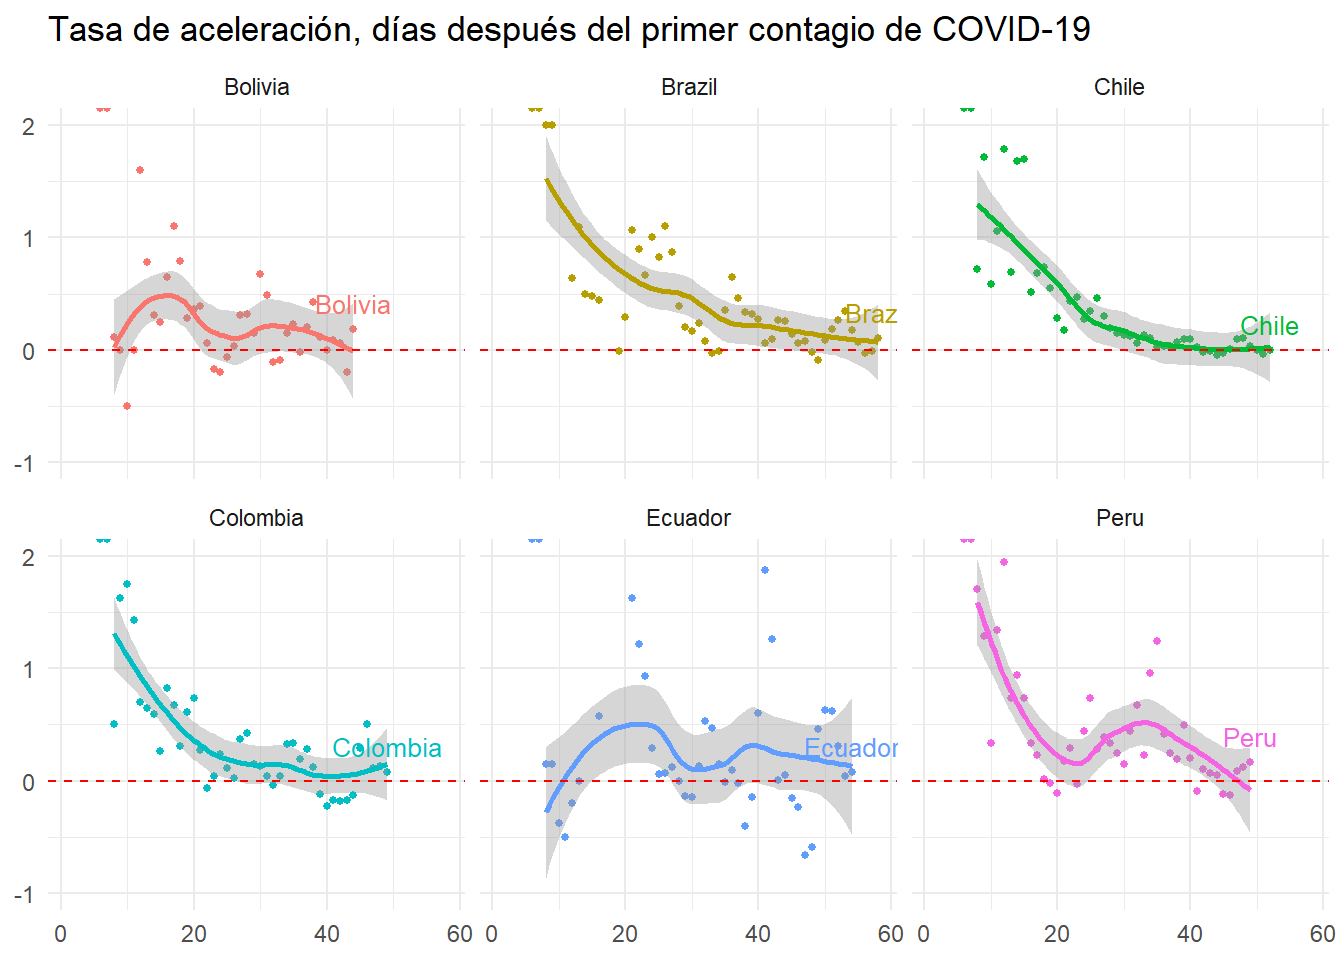 Tasa de aceleración, días después del primer contagio de COVID-19
Bolivia Brazil Chile
2
1
0
-1
Bolivia
Braz
Chile
Colombia Ecuador Peru
2
1
0
-1
Colombia
Ecuador
Peru
0 20 40 60 0 20 40 60 0 20 40 60